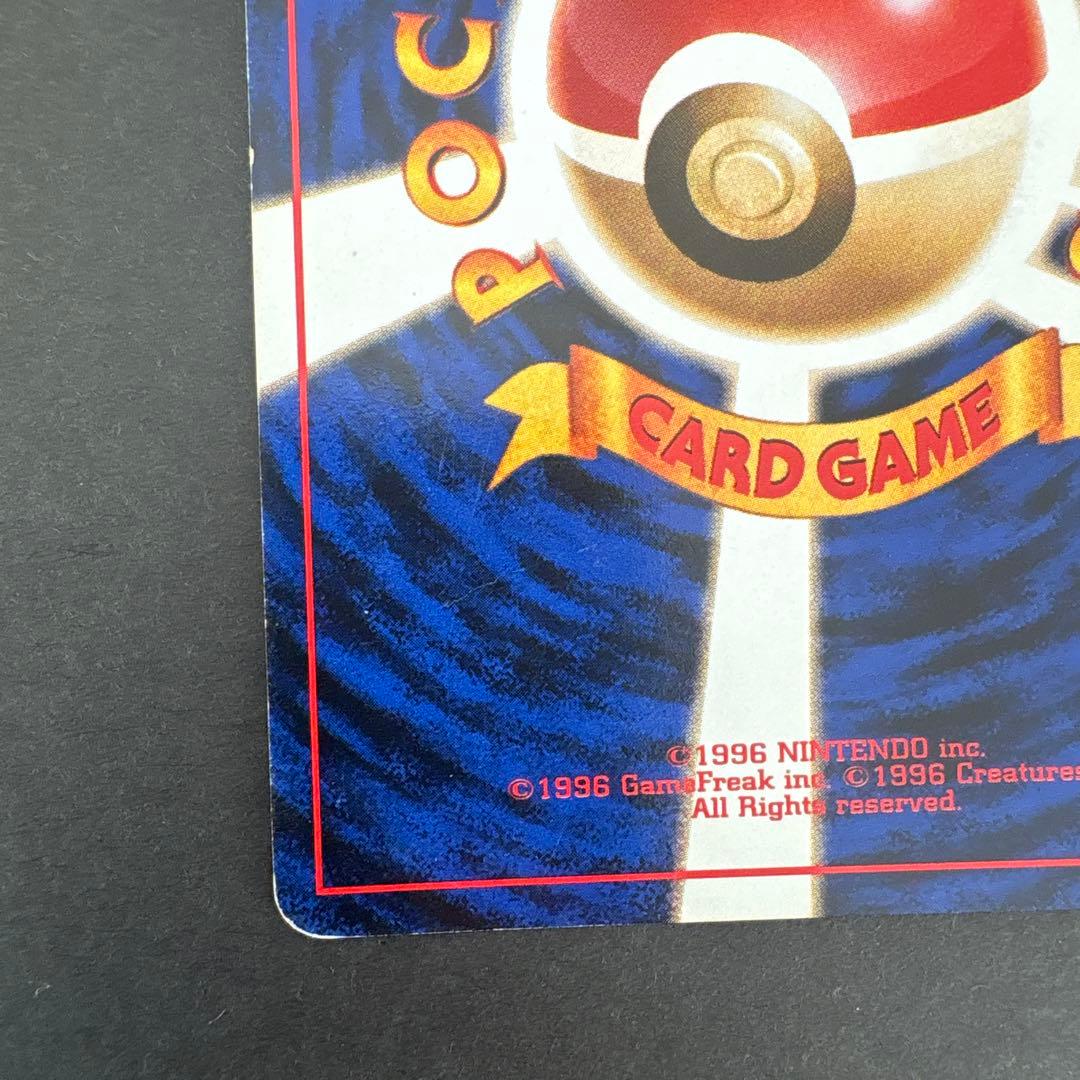 POC
CARD GAME
©1996 NINTENDO inc.
©1996 GameFreak inc. ©1996 Creatures
All Rights reserved.